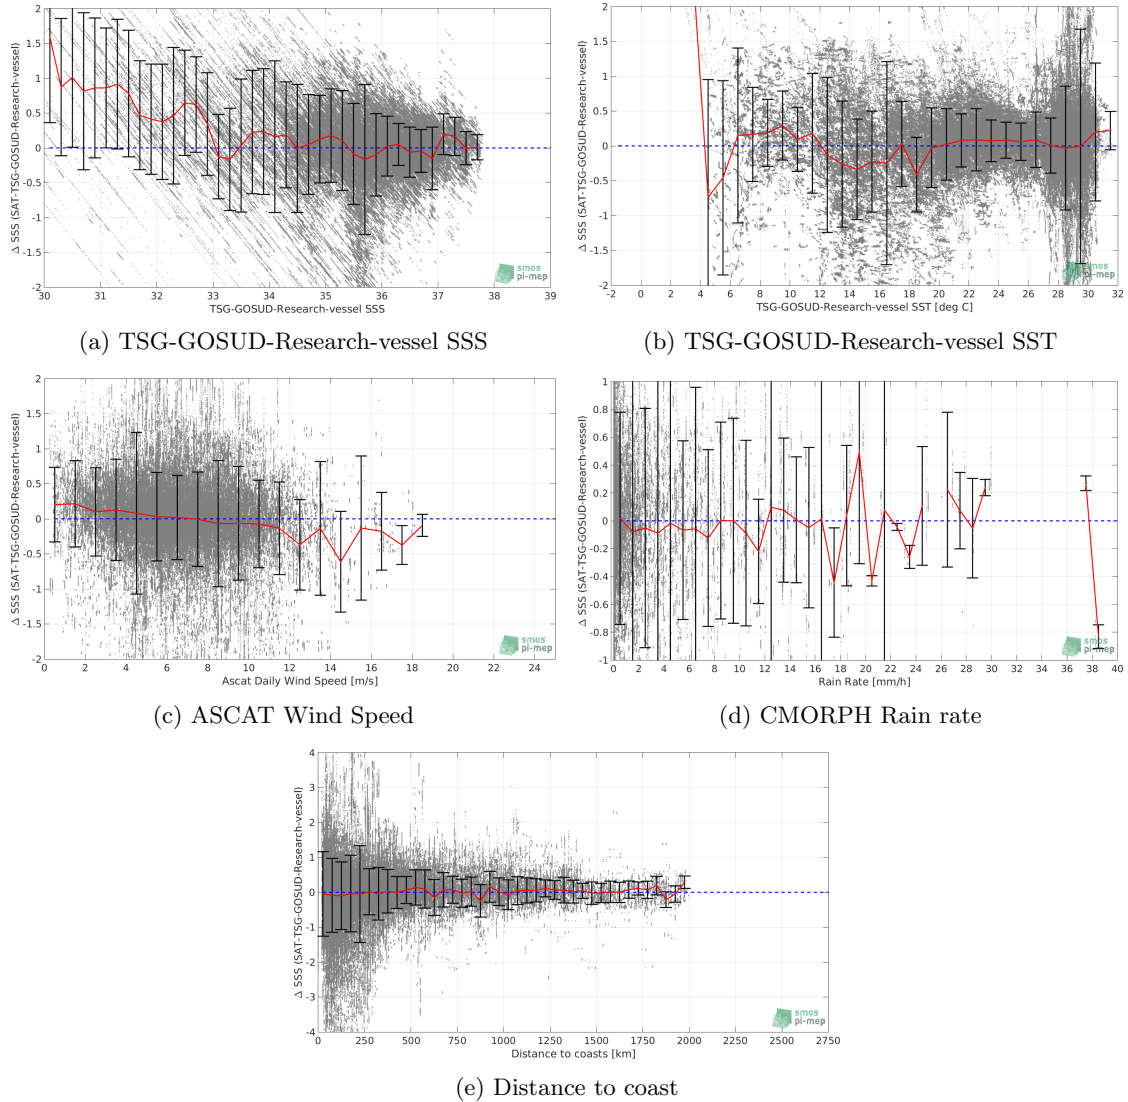 Δ SSS (SAT-TSG-GOSUD-Research-vessel)
2
1.5
1
0.5
0
-0.5
-1
-1.5
-2
30 31 32 33 34 35 36 37 38 39
TSG-GOSUD-Research-vessel SSS
smos
pi-mep
(a) TSG-GOSUD-Research-vessel SSS
Δ SSS (SAT-TSG-GOSUD-Research-vessel)
2
1.5
1
0.5
0
-0.5
-1
-1.5
-2
-2 0 2 4 6 8 10 12 14 16 18 20 22 24 26 28 30 32
TSG-GOSUD-Research-vessel SST [deg C]
smos
pi-mep
(b) TSG-GOSUD-Research-vessel SST
Δ SSS (SAT-TSG-GOSUD-Research-vessel)
2
1.5
1
0.5
0
-0.5
-1
-1.5
-2
0 2 4 6 8 10 12 14 16 18 20 22 24
Ascat Daily Wind Speed [m/s]
smos
pi-mep
(c) ASCAT Wind Speed
Δ SSS (SAT-TSG-GOSUD-Research-vessel)
1
0.8
0.6
0.4
0.2
0
-0.2
-0.4
-0.6
-0.8
-1
0 2 4 6 8 10 12 14 16 18 20 22 24 26 28 30 32 34 36 38 40
Rain Rate [mm/h]
smos
pi-mep
(d) CMORPH Rain rate
Δ SSS (SAT-TSG-GOSUD-Research-vessel)
4
3
2
1
0
-1
-2
-3
-4
0 250 500 750 1000 1250 1500 1750 2000 2250 2500 2750
Distance to coasts [km]
smos
pi-mep
(e) Distance to coast